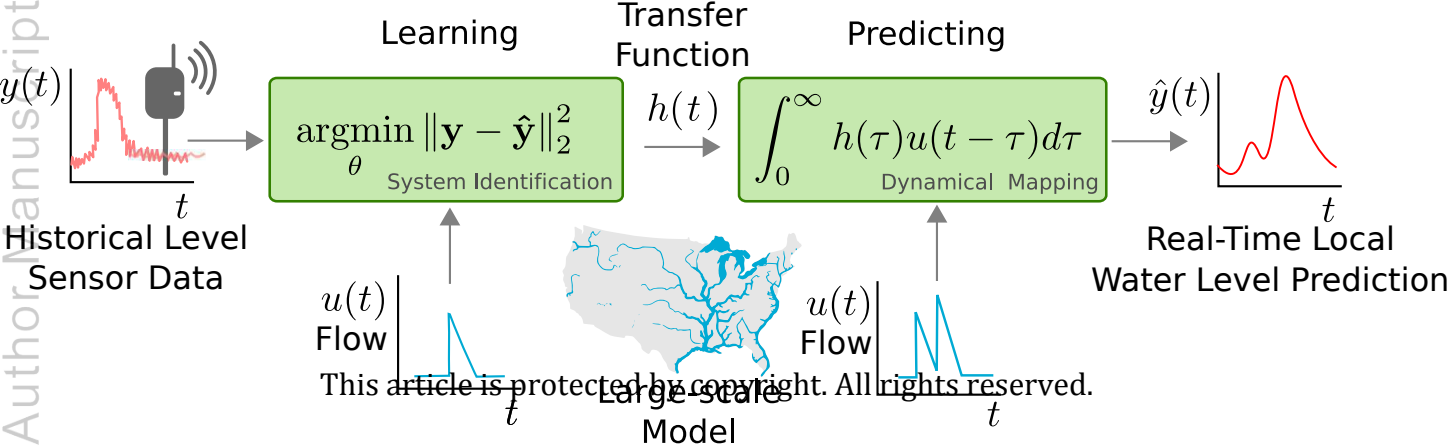 Author Manuscript
Learning
Transfer
Function
Predicting
y(t)
argmin ‖y − ŷ‖₂²
θ
System Identification
h(t)
∫₀^∞ h(τ)u(t − τ)dτ
Dynamical Mapping
ŷ(t)
t
t
Historical Level
Sensor Data
Real-Time Local
Water Level Prediction
u(t)
Flow
t
u(t)
Flow
t
Large-scale
Model
This article is protected by copyright. All rights reserved.